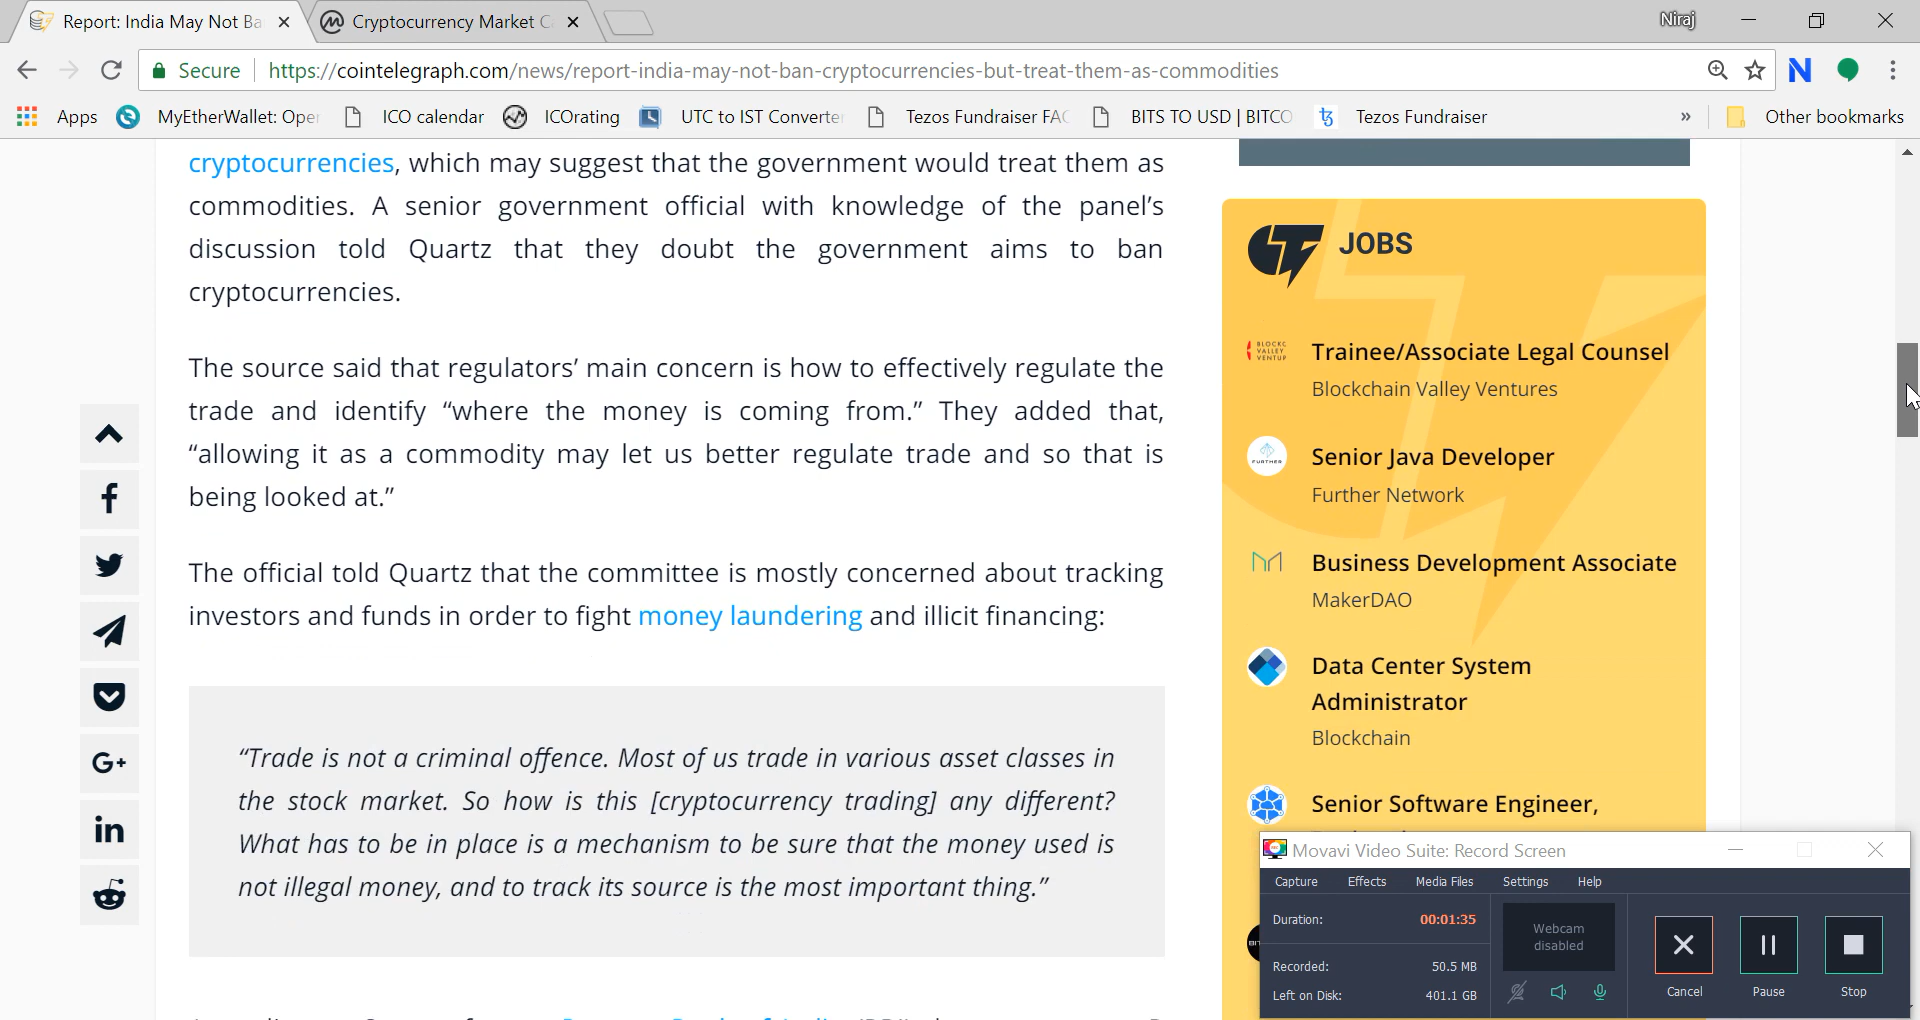 Report: India May Not Ba
Cryptocurrency Market C
Niraj
Secure
https://cointelegraph.com/news/report-india-may-not-ban-cryptocurrencies-but-treat-them-as-commodities
Apps
MyEtherWallet: Ope
ICO calendar
ICOrating
UTC to IST Converte
Tezos Fundraiser FAC
BITS TO USD | BITCO
Tezos Fundraiser
»
Other bookmarks
cryptocurrencies, which may suggest that the government would treat them as
commodities. A senior government official with knowledge of the panel’s
discussion told Quartz that they doubt the government aims to ban
cryptocurrencies.
The source said that regulators’ main concern is how to effectively regulate the
trade and identify “where the money is coming from.” They added that,
“allowing it as a commodity may let us better regulate trade and so that is
being looked at.”
The official told Quartz that the committee is mostly concerned about tracking
investors and funds in order to fight money laundering and illicit financing:
“Trade is not a criminal offence. Most of us trade in various asset classes in
the stock market. So how is this [cryptocurrency trading] any different?
What has to be in place is a mechanism to be sure that the money used is
not illegal money, and to track its source is the most important thing.”
G+
in
JOBS
Trainee/Associate Legal Counsel
Blockchain Valley Ventures
FURTHER
Senior Java Developer
Further Network
Business Development Associate
MakerDAO
Data Center System
Administrator
Blockchain
Senior Software Engineer,
Movavi Video Suite: Record Screen
Capture Effects Media Files Settings Help
Duration: 00:01:35
Recorded: 50.5 MB
Left on Disk: 401.1 GB
Webcam
disabled
Cancel
Pause
Stop